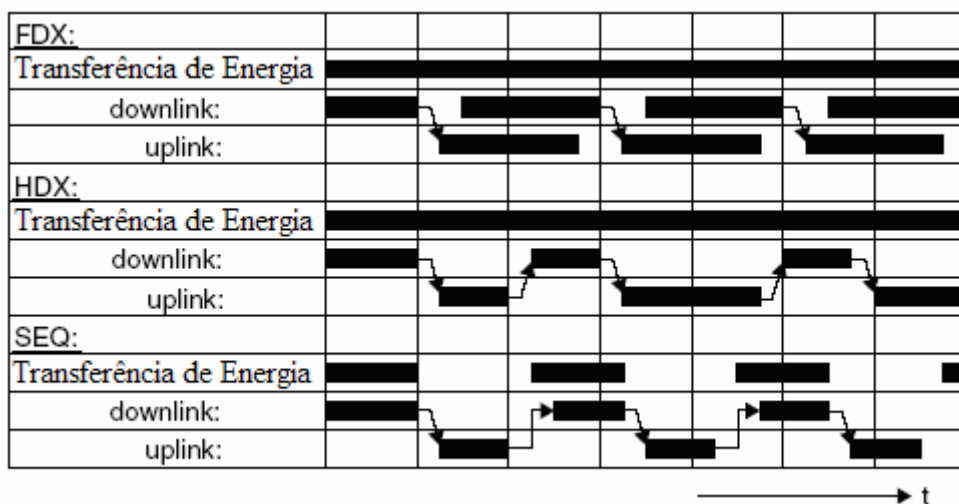 FDX:
Transferência de Energia
downlink:
uplink:
HDX:
Transferência de Energia
downlink:
uplink:
SEQ:
Transferência de Energia
downlink:
uplink:
t